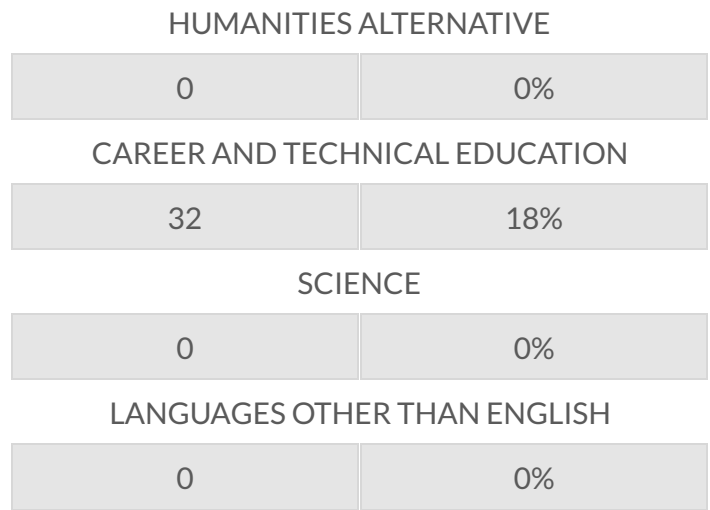 HUMANITIES ALTERNATIVE
0 0%
CAREER AND TECHNICAL EDUCATION
32 18%
SCIENCE
0 0%
LANGUAGES OTHER THAN ENGLISH
0 0%